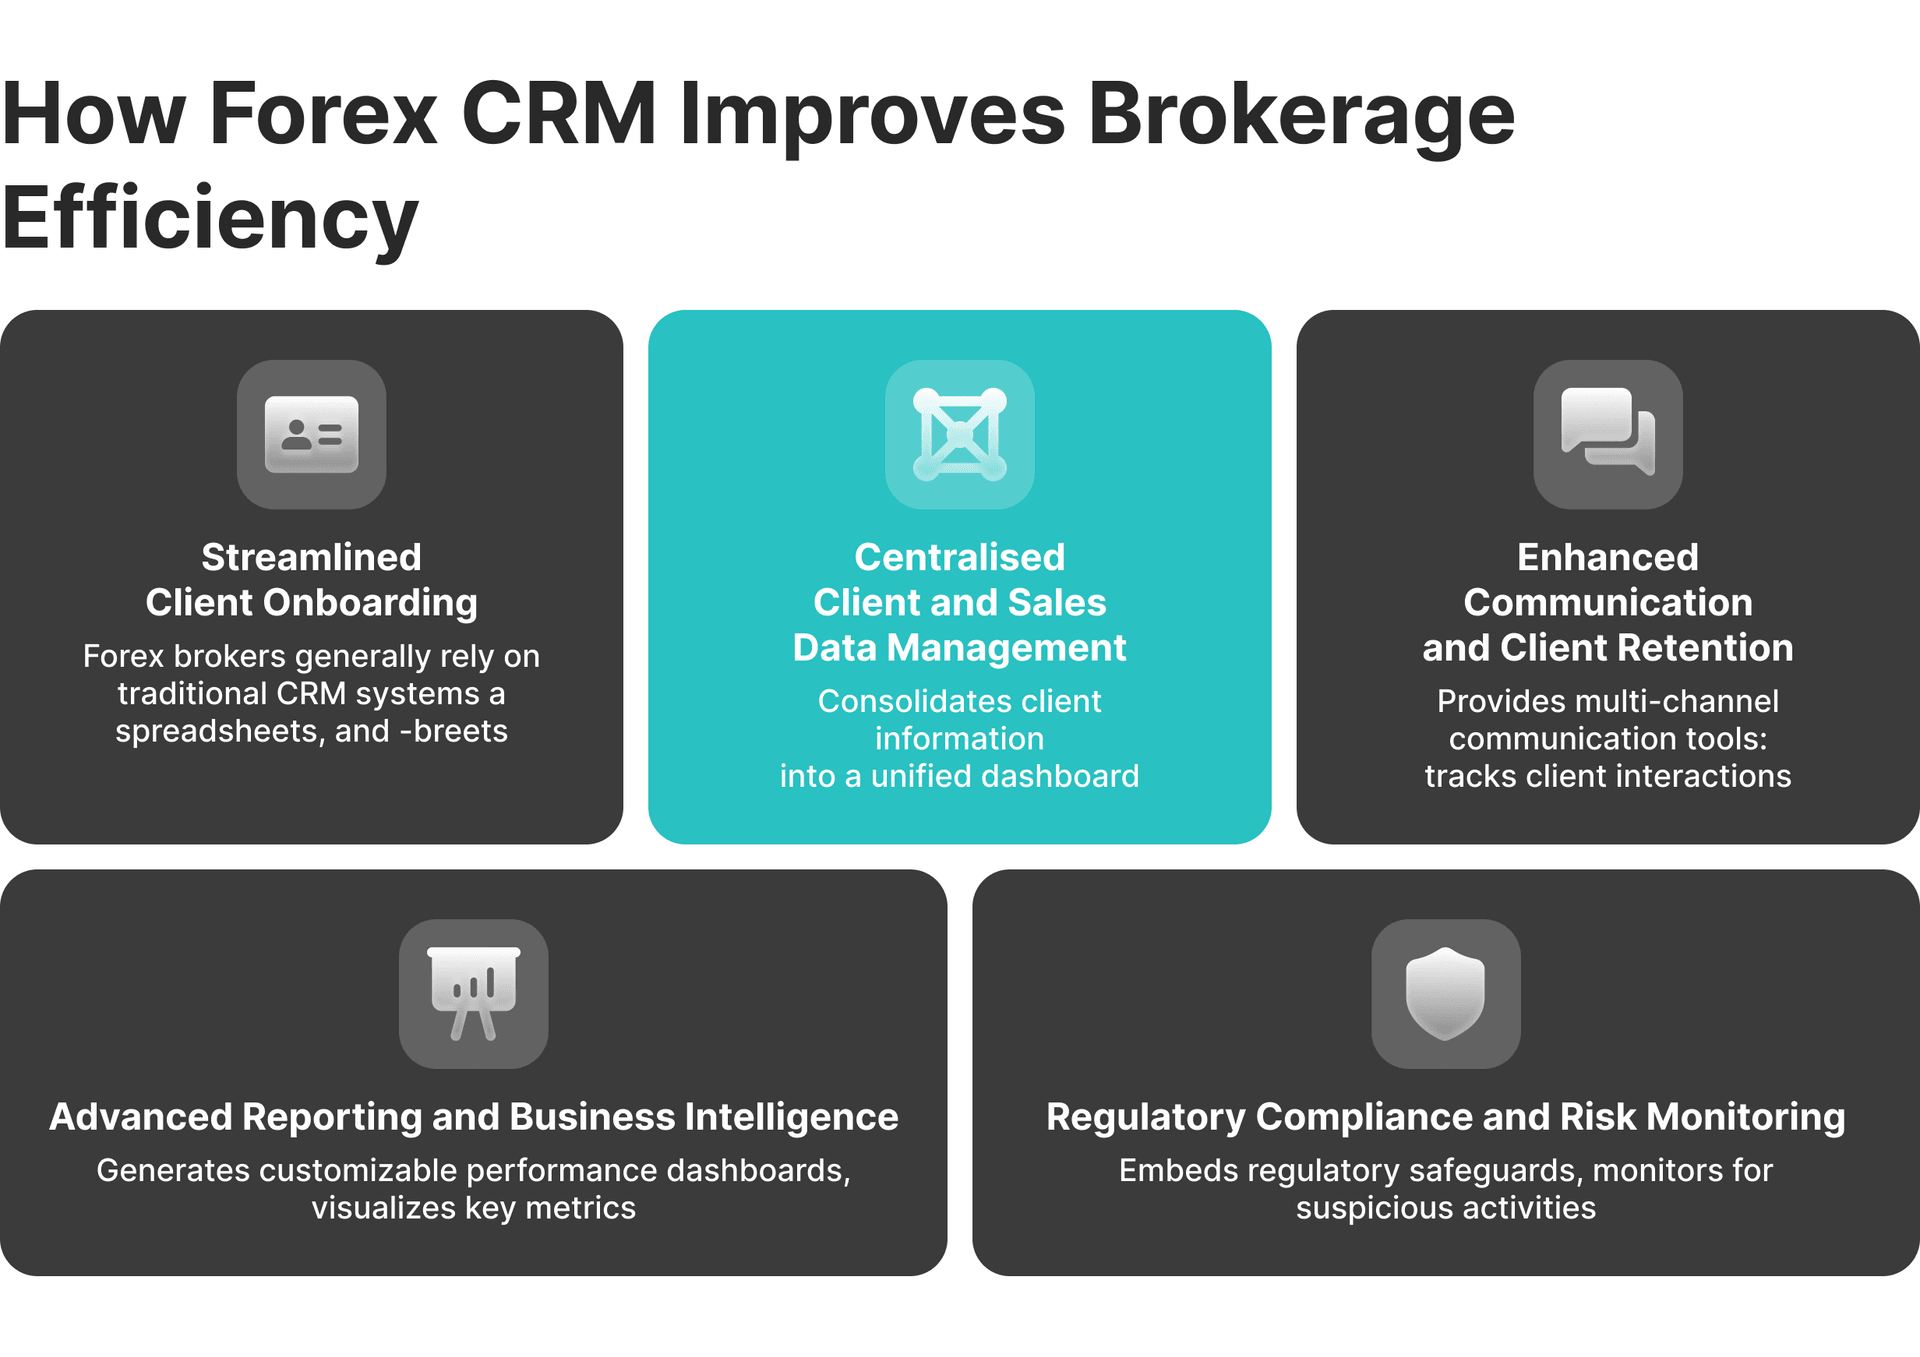 How Forex CRM Improves Brokerage
Efficiency
Streamlined
Client Onboarding
Forex brokers generally rely on
traditional CRM systems a
spreadsheets, and -breets
Centralised
Client and Sales
Data Management
Consolidates client
information
into a unified dashboard
Enhanced
Communication
and Client Retention
Provides multi-channel
communication tools:
tracks client interactions
Advanced Reporting and Business Intelligence
Generates customizable performance dashboards,
visualizes key metrics
Regulatory Compliance and Risk Monitoring
Embeds regulatory safeguards, monitors for
suspicious activities